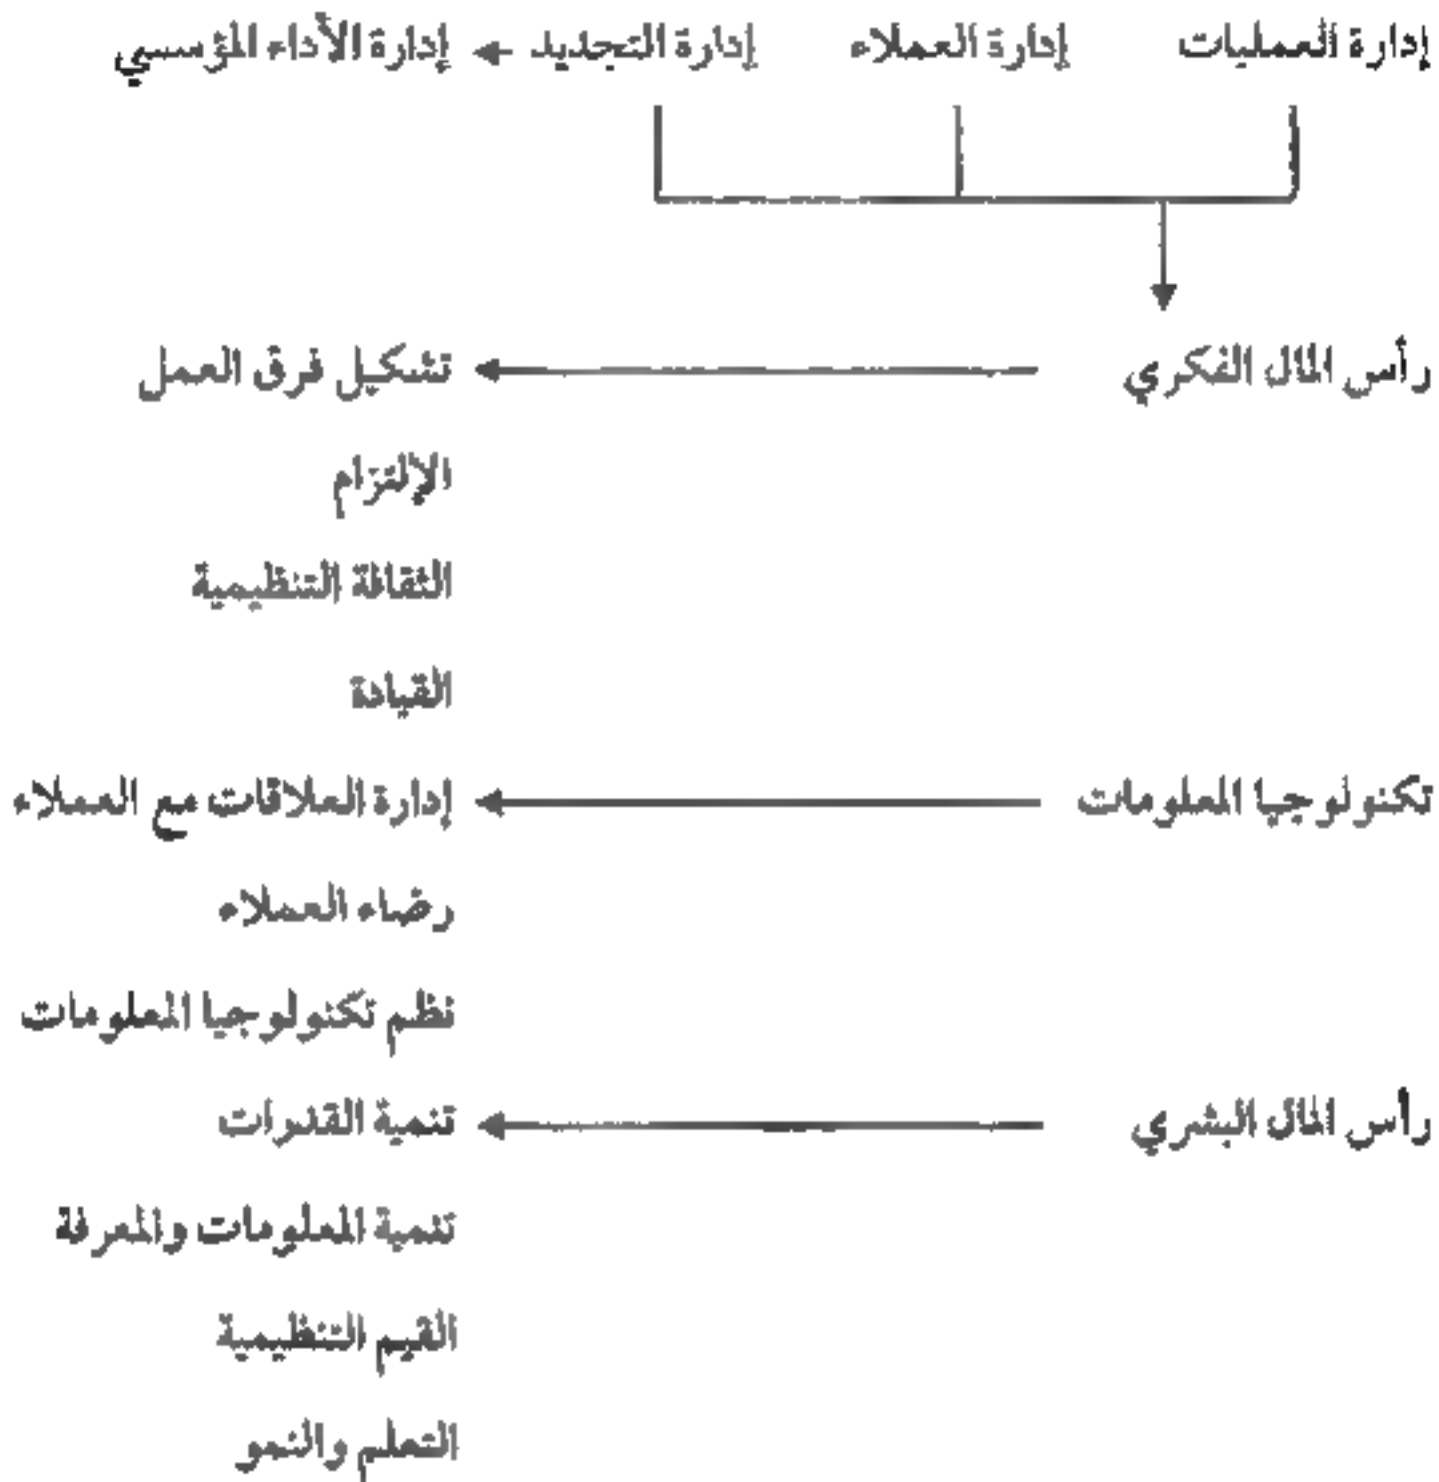 إدارة العمليات إدارة العملاء إدارة التجديد إدارة الأداء المؤسسي
رأس المال الفكري تشكيل فرق العمل
الإلتزام
الثقافة التنظيمية
القيادة
تكنولوجيا المعلومات إدارة العلاقات مع العملاء
رضاء العملاء
نظم تكنولوجيا المعلومات
رأس المال البشري تنمية القدرات
تنمية المعلومات والمعرفة
القيم التنظيمية
التعلم والنمو